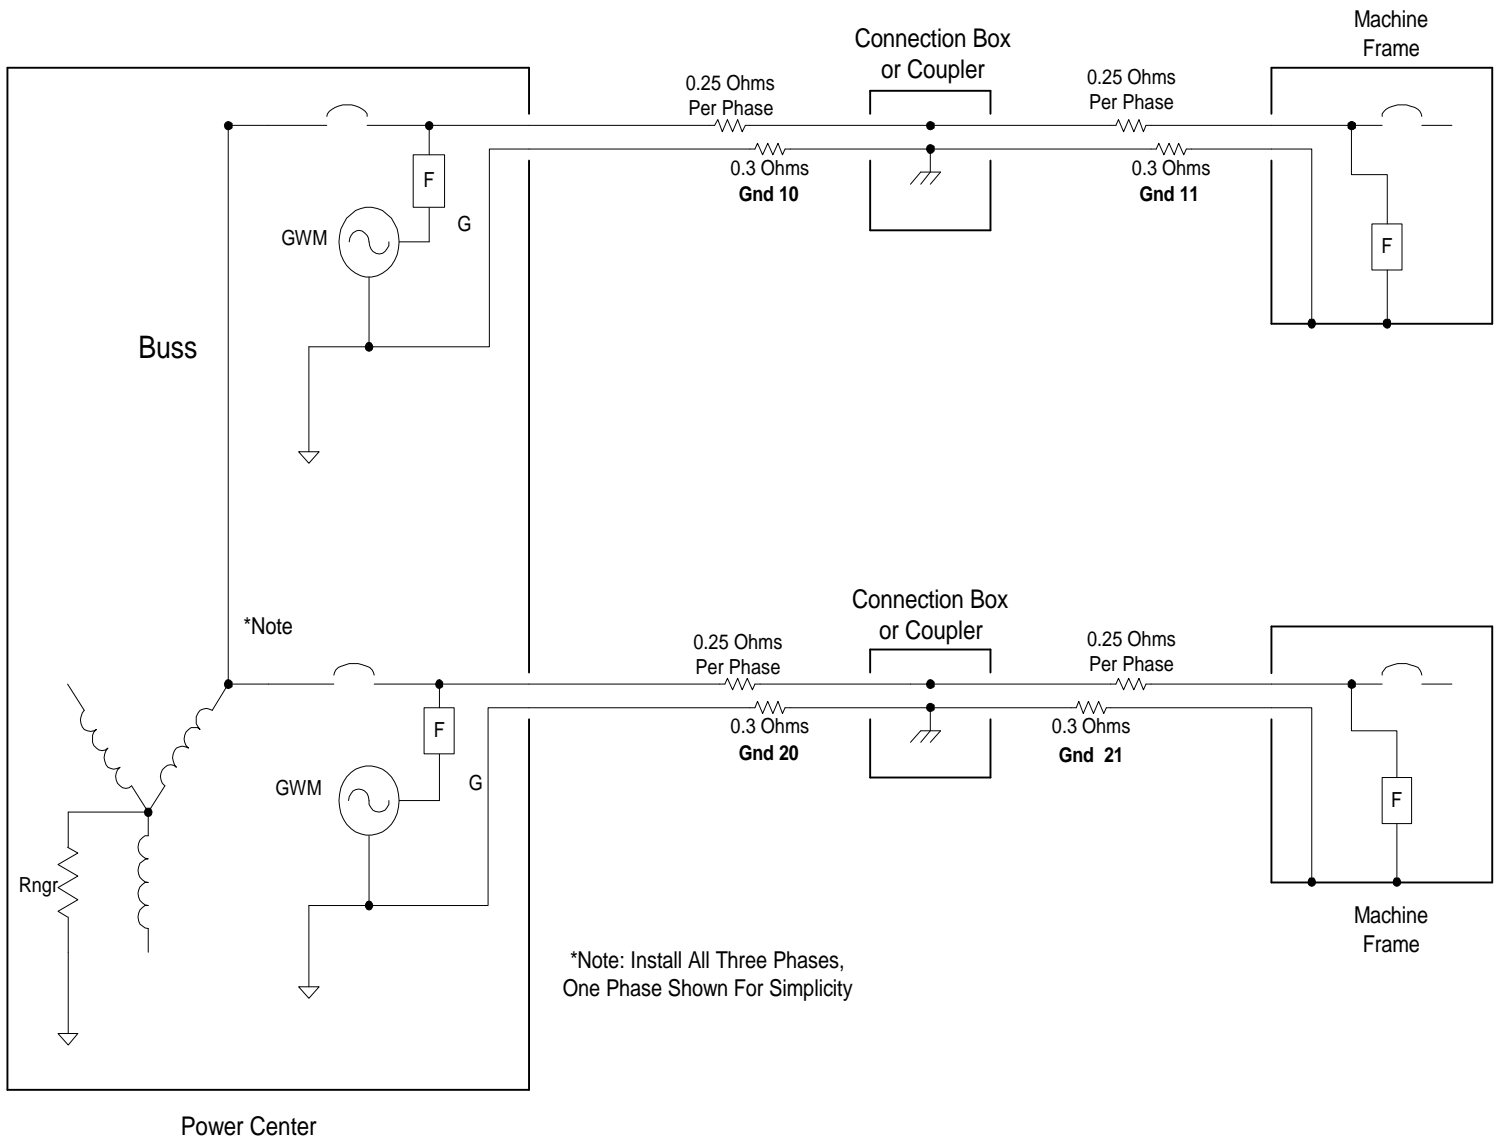 Machine
Frame
Connection Box
or Coupler
0.25 Ohms
Per Phase
0.25 Ohms
Per Phase
F
GWM
G
0.3 Ohms
Gnd 10
0.3 Ohms
Gnd 11
F
Buss
*Note
Connection Box
or Coupler
0.25 Ohms
Per Phase
0.25 Ohms
Per Phase
F
GWM
G
0.3 Ohms
Gnd 20
0.3 Ohms
Gnd 21
F
Rngr
Machine
Frame
*Note: Install All Three Phases,
One Phase Shown For Simplicity
Power Center